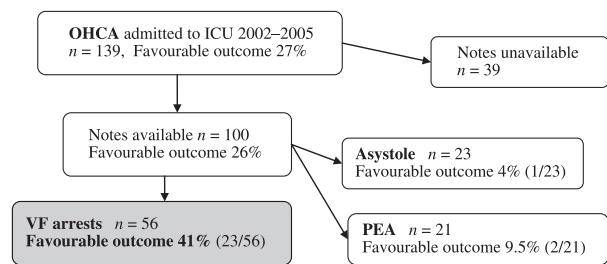 OHCA admitted to ICU 2002–2005
n = 139, Favourable outcome 27%
Notes unavailable
n = 39
Notes available n = 100
Favourable outcome 26%
Asystole n = 23
Favourable outcome 4% (1/23)
VF arrests n = 56
Favourable outcome 41% (23/56)
PEA n = 21
Favourable outcome 9.5% (2/21)